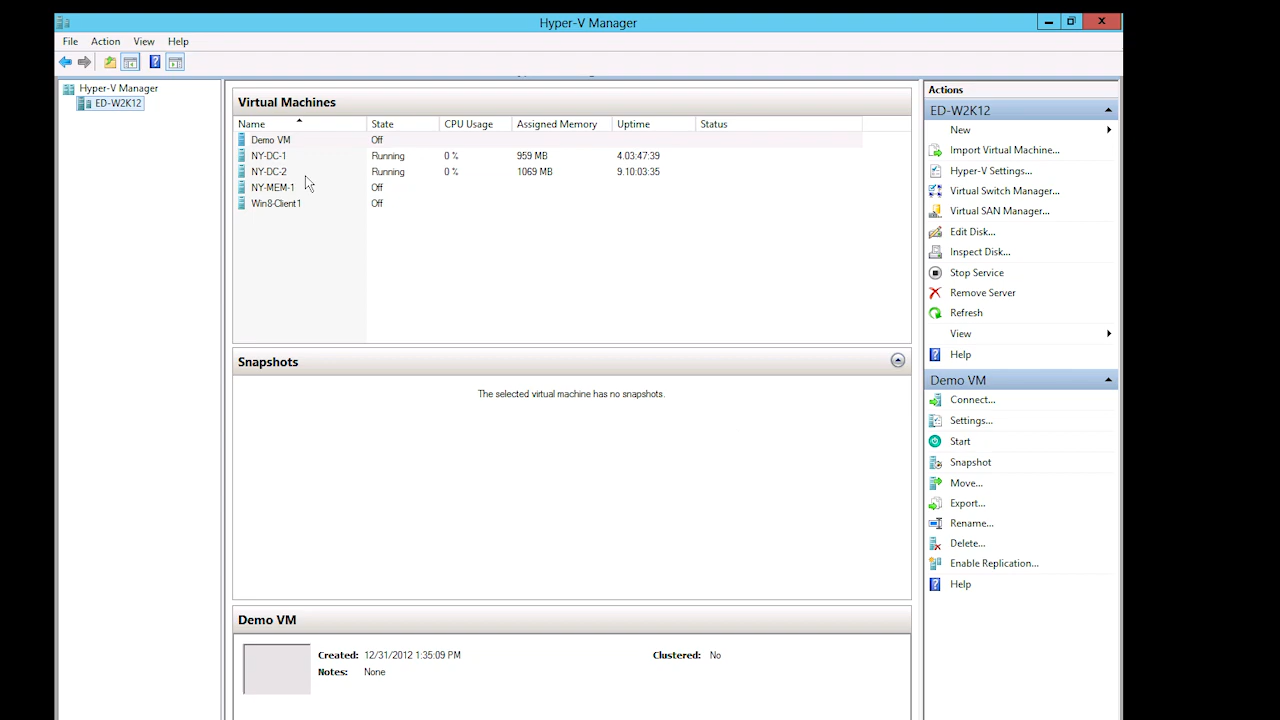 Hyper-V Manager
File Action View Help
Hyper-V Manager
ED-W2K12
Virtual Machines
Name State CPU Usage Assigned Memory Uptime Status
Demo VM Off
NY-DC-1 Running 0 % 959 MB 4.03:47:39
NY-DC-2 Running 0 % 1069 MB 9.10:03:35
NY-MEM-1 Off
Win8-Client1 Off
Snapshots
The selected virtual machine has no snapshots.
Demo VM
Created: 12/31/2012 1:35:09 PM Clustered: No
Notes: None
Actions
ED-W2K12
New
Import Virtual Machine...
Hyper-V Settings...
Virtual Switch Manager...
Virtual SAN Manager...
Edit Disk...
Inspect Disk...
Stop Service
Remove Server
Refresh
View
Help
Demo VM
Connect...
Settings...
Start
Snapshot
Move...
Export...
Rename...
Delete...
Enable Replication...
Help